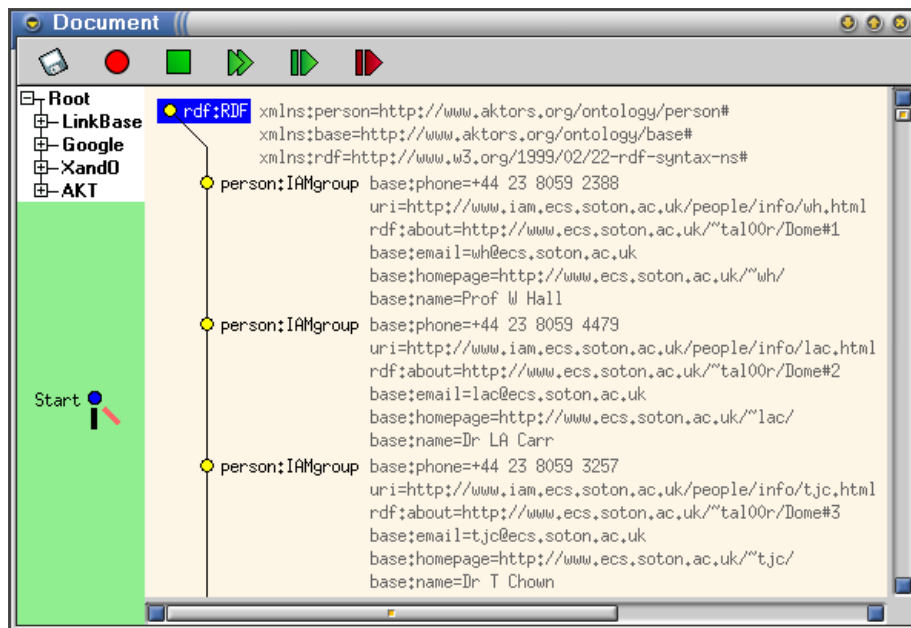 Document
Root
LinkBase
Google
XandO
AKT
Start
rdf:RDF xmlns:person=http://www.aktors.org/ontology/person#
xmlns:base=http://www.aktors.org/ontology/base#
xmlns:rdf=http://www.w3.org/1999/02/22-rdf-syntax-ns#
person:IAMgroup base:phone=+44 23 8059 2388
uri=http://www.iam.ecs.soton.ac.uk/people/info/wh.html
rdf:about=http://www.ecs.soton.ac.uk/~tal00r/Dome#1
base:email=wh@ecs.soton.ac.uk
base:homepage=http://www.ecs.soton.ac.uk/~wh/
base:name=Prof W Hall
person:IAMgroup base:phone=+44 23 8059 4479
uri=http://www.iam.ecs.soton.ac.uk/people/info/lac.html
rdf:about=http://www.ecs.soton.ac.uk/~tal00r/Dome#2
base:email=lac@ecs.soton.ac.uk
base:homepage=http://www.ecs.soton.ac.uk/~lac/
base:name=Dr LA Carr
person:IAMgroup base:phone=+44 23 8059 3257
uri=http://www.iam.ecs.soton.ac.uk/people/info/tjc.html
rdf:about=http://www.ecs.soton.ac.uk/~tal00r/Dome#3
base:email=tjc@ecs.soton.ac.uk
base:homepage=http://www.ecs.soton.ac.uk/~tjc/
base:name=Dr T Chown